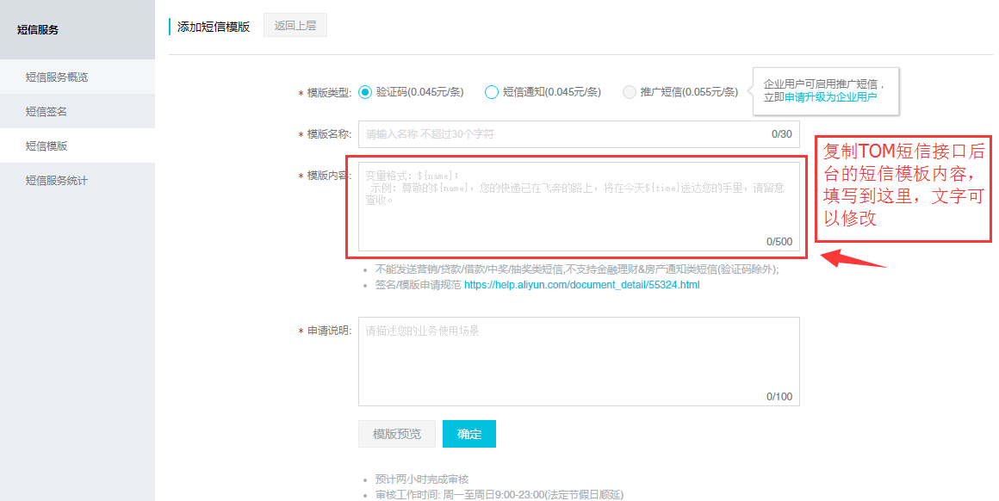 短信服务
短信服务概览
短信签名
短信模版
短信服务统计
添加短信模版
返回上层
* 模版类型: 验证码(0.045元/条) 短信通知(0.045元/条) 推广短信(0.055元/条)
企业用户可启用推广短信，
立即申请升级为企业用户
* 模版名称: 请输入名称 不超过30个字符 0/30
* 模版内容:
变量格式：${name}；
示例：尊敬的${name}，您的快递已在飞奔的路上，将在今天${time}送达您的手里，请留意
查收。
0/500
复制TOM短信接口后
台的短信模板内容，
填写到这里，文字可
以修改
不能发送营销/贷款/借款/中奖/抽奖类短信,不支持金融理财&房产通知类短信(验证码除外);
签名/模版申请规范 https://help.aliyun.com/document_detail/55324.html
* 申请说明: 请描述您的业务使用场景
0/100
模版预览
确定
预计两小时完成审核
审核工作时间: 周一至周日9:00-23:00(法定节假日顺延)